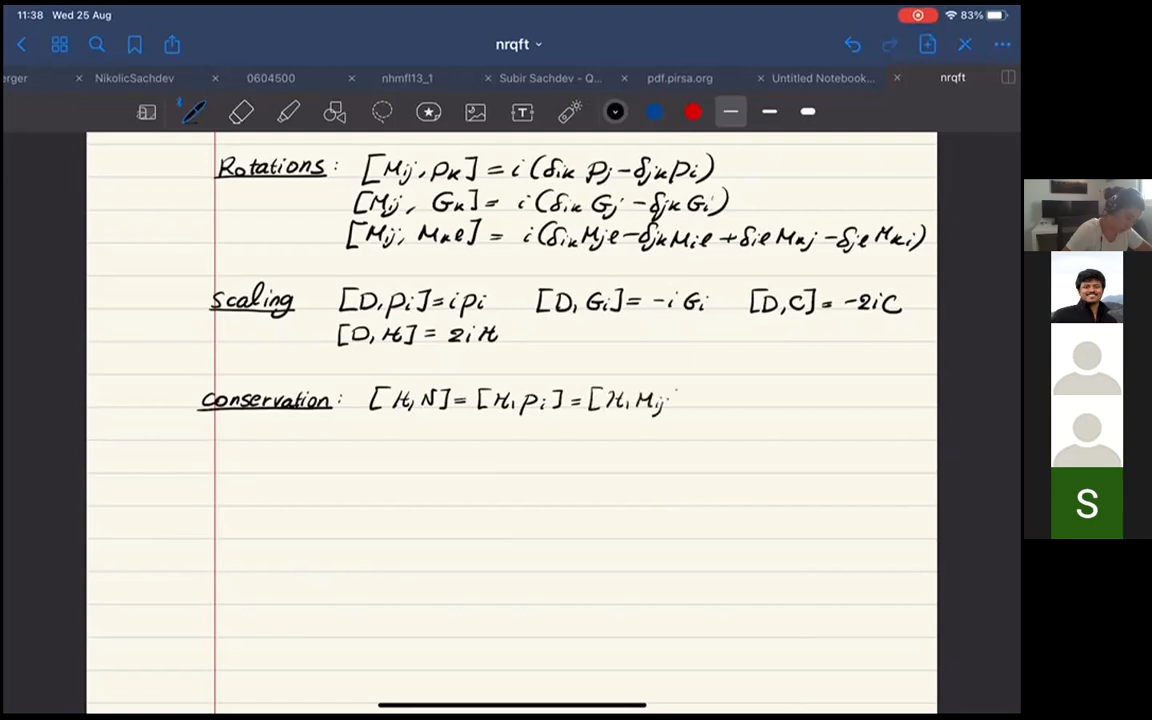 11:38 Wed 25 Aug
83%
nrqft
erger
NikolicSachdev
0604500
nhmfl13_1
Subir Sachdev - Q...
pdf.pirsa.org
Untitled Notebook...
nrqft
Rotations: [Mij, Pk] = i(δik Pj - δjk Pi)
[Mij, Gk] = i(δik Gj - δjk Gi)
[Mij, Mkl] = i(δik Mjl - δjk Mil + δil Mkj - δjl Mki)
Scaling [D, Pi] = iPi [D, Gi] = -iGi [D, C] = -2iC
[D, H] = 2iH
Conservation: [H, N] = [H, Pi] = [H, Mij
S